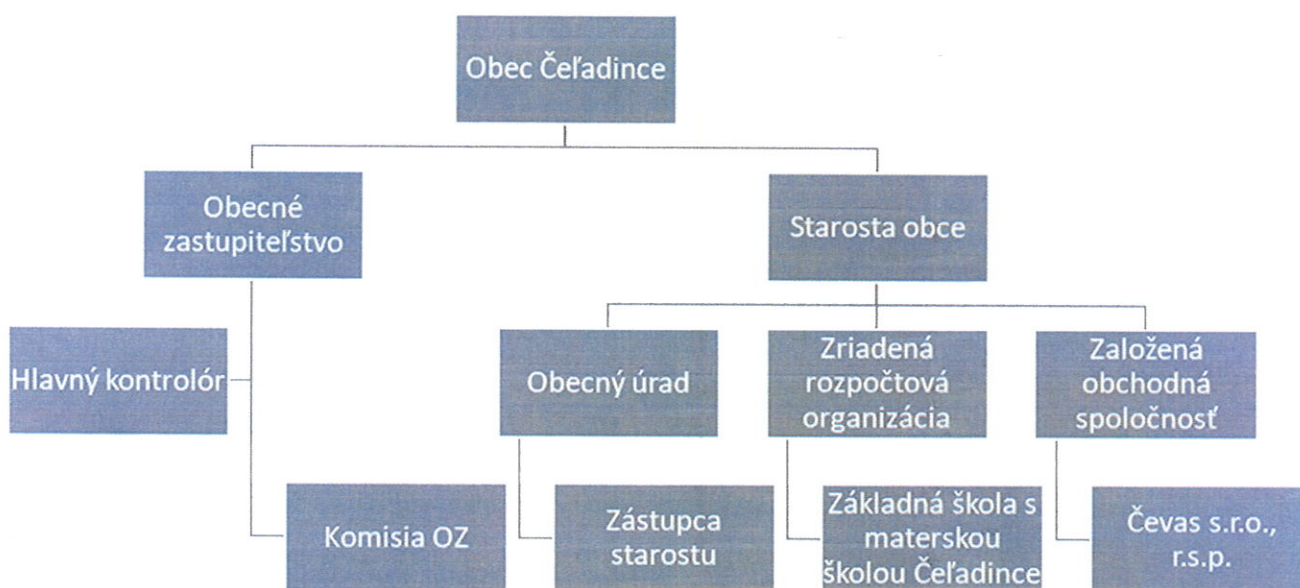 Obec Čeľadince
Obecné
zastupiteľstvo
Starosta obce
Hlavný kontrolór
Obecný úrad
Zriadená
rozpočtová
organizácia
Založená
obchodná
spoločnosť
Komisia OZ
Zástupca
starostu
Základná škola s
materskou
školou Čeľadince
Čevas s.r.o.,
r.s.p.